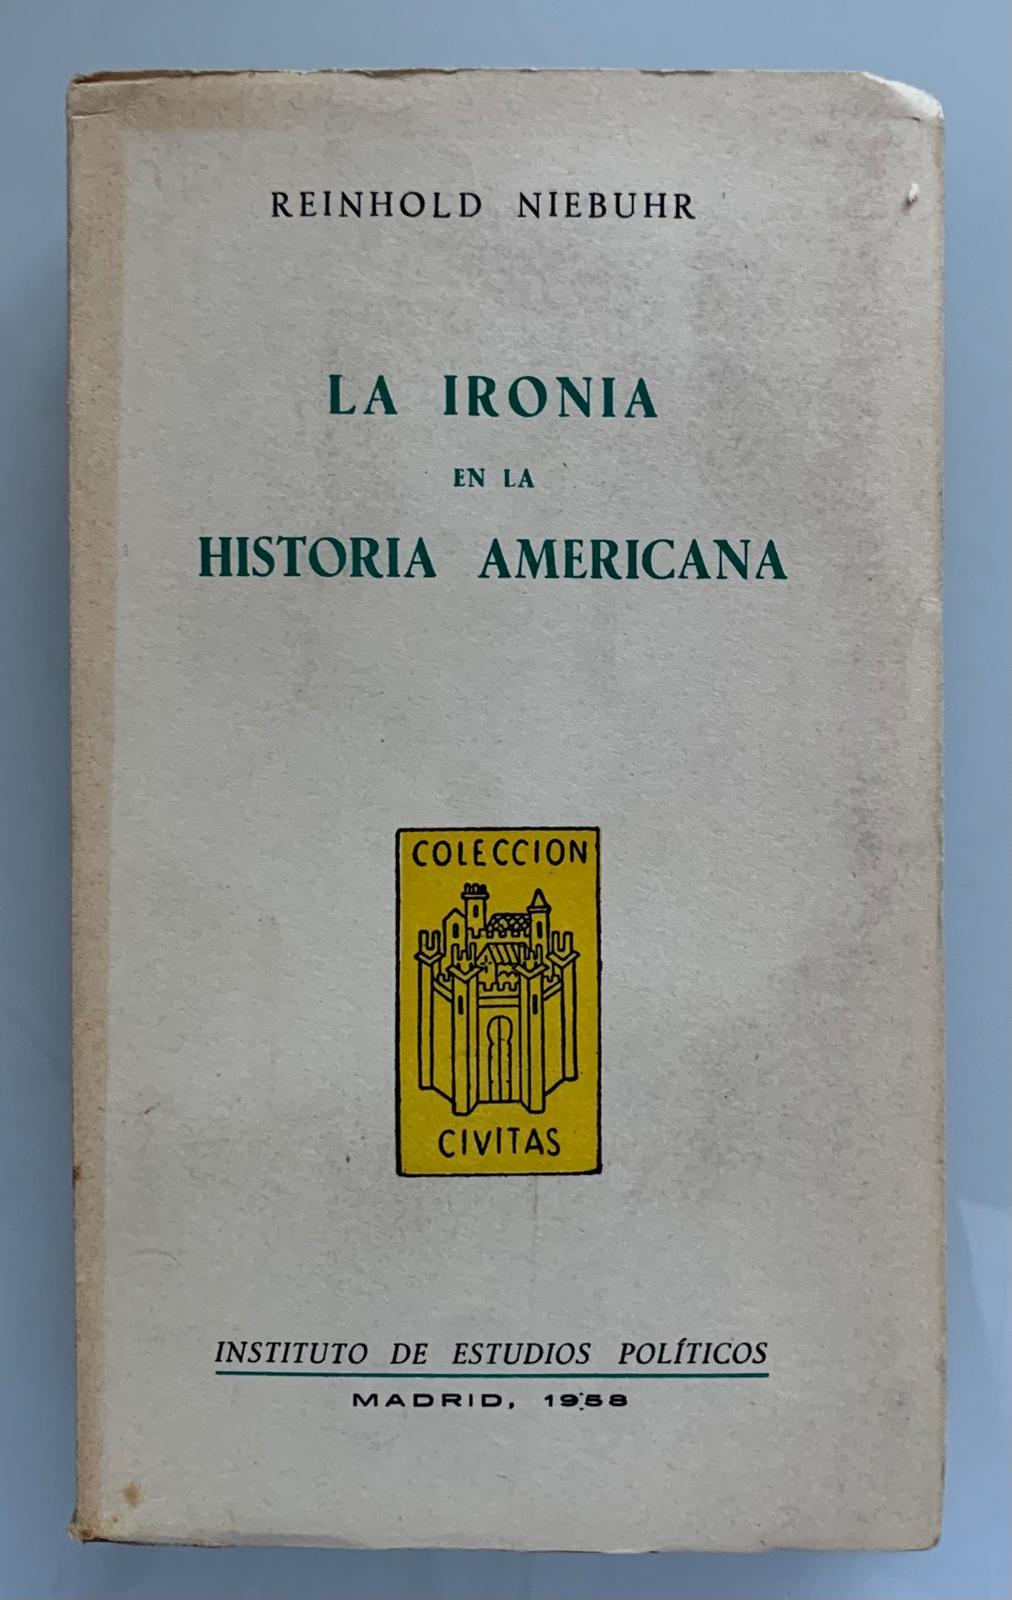 REINHOLD NIEBUHR
LA IRONIA
EN LA
HISTORIA AMERICANA
COLECCION
CIVITAS
INSTITUTO DE ESTUDIOS POLÍTICOS
MADRID, 1958